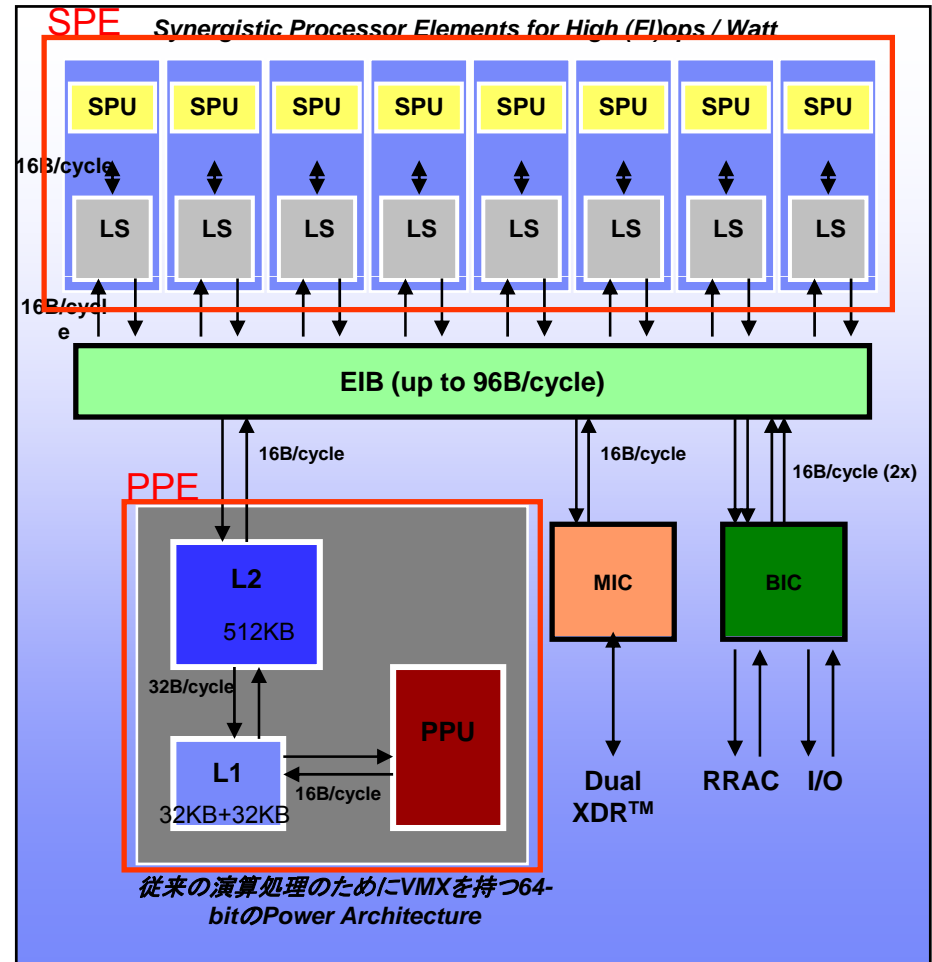 SPE
Synergistic Processor Elements for High (Fl)ops / Watt
SPU SPU SPU SPU SPU SPU SPU SPU
16B/cycle
LS LS LS LS LS LS LS LS
16B/cycl
e
EIB (up to 96B/cycle)
16B/cycle
16B/cycle
16B/cycle (2x)
PPE
L2
512KB
MIC
BIC
32B/cycle
PPU
L1
32KB+32KB
16B/cycle
Dual
XDR™
RRAC
I/O
従来の演算処理のためにVMXを持つ64-
bitのPower Architecture